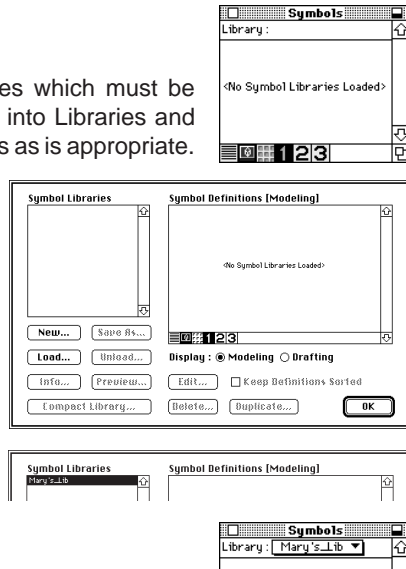 Symbols
Library :
<No Symbol Libraries Loaded>
1 2 3
es which must be
into Libraries and
s as is appropriate.
Symbol Libraries
Symbol Definitions [Modeling]
<No Symbol Libraries Loaded>
1 2 3
New... Save As...
Load... Unload... Display : Modeling Drafting
Info... Preview... Edit... Keep Definitions Sorted
Compact Library... Delete... Duplicate... OK
Symbol Libraries
Symbol Definitions [Modeling]
Mary's_Lib
Symbols
Library : Mary's_Lib